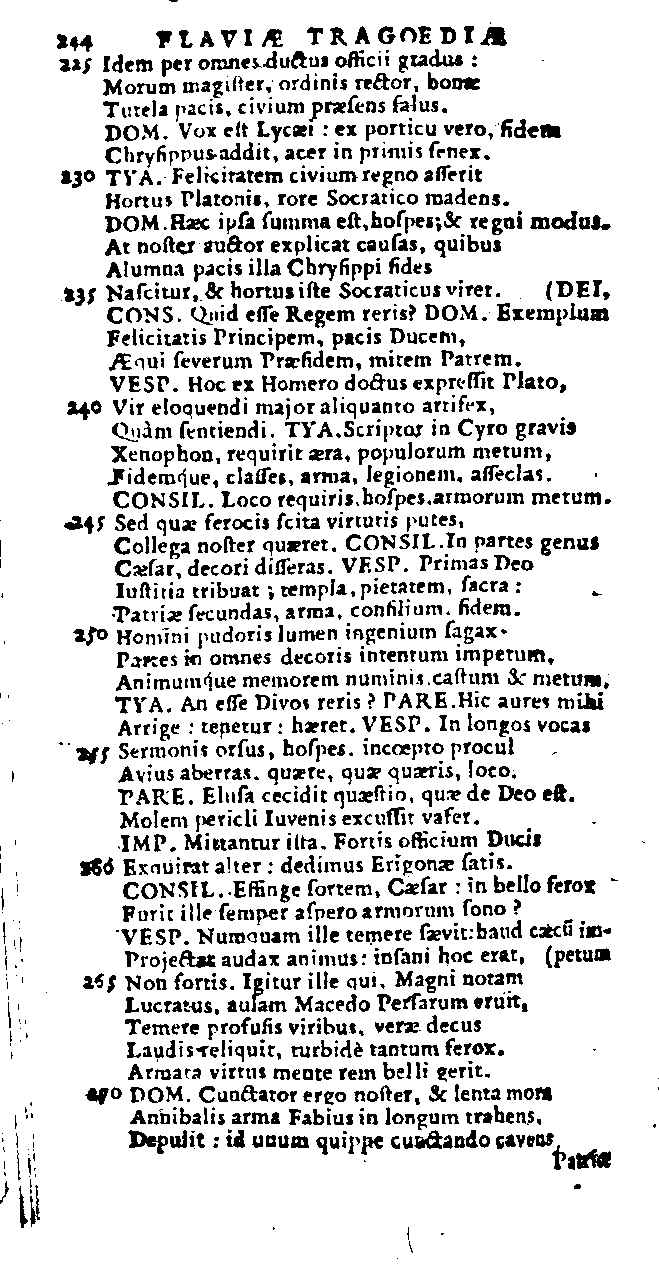 244 FLAVIÆ TRAGOEDIÆ
225 Idem per omnes ductus officii gradus :
Morum magiſter, ordinis rector, bonæ
Tutela pacis, civium præſens ſalus.
DOM. Vox eſt Lycæi : ex porticu vero, fidem
Chryſippus addit, acer in primis ſenex.
230 TYA. Felicitatem civium regno aſſerit
Hortus Platonis, rore Socratico madens.
DOM. Hæc ipſa ſumma eſt, hoſpes; & regni modus.
At noſter auctor explicat cauſas, quibus
Alumna pacis illa Chryſippi fides
235 Naſcitur, & hortus iſte Socraticus viret. (DEI,
CONS. Quid eſſe Regem reris? DOM. Exemplum
Felicitatis Principem, pacis Ducem,
Æqui ſeverum Præſidem, mitem Patrem.
VESP. Hoc ex Homero doctus expreſſit Plato,
240 Vir eloquendi major aliquanto artifex,
Quàm ſentiendi. TYA. Scriptor in Cyro gravis
Xenophon, requirit æra, populorum metum,
Fidemque, claſſes, arma, legionem, aſſeclas.
CONSIL. Loco requiris, hoſpes, armorum metum.
245 Sed quæ ferocis ſcita virtutis putes,
Collega noſter quæret. CONSIL. In partes genus
Cæſar, decori differas. VESP. Primas Deo
Iuſtitia tribuat ; templa, pietatem, ſacra :
Patriæ ſecundas, arma, conſilium, fidem.
250 Homini pudoris lumen ingenium ſagax.
Partes in omnes decoris intentum impetum,
Animumque memorem numinis, caſtum & metum,
TYA. An eſſe Divos reris ? PARE. Hic aures mihi
Arrige : tenetur : hæret. VESP. In longos vocas
255 Sermonis orſus, hoſpes, incœpto procul
Avius aberras. quære, quæ quæris, loco.
PARE. Eluſa cecidit quæſtio, quæ de Deo eſt.
Molem pericli Iuvenis excuſſit vafer.
IMP. Mittantur iſta. Fortis officium Ducis
260 Exquirat alter : dedimus Erigonæ ſatis.
CONSIL. Effinge fortem, Cæſar : in bello ferox
Furit ille ſemper aſpero armorum ſono ?
VESP. Numquam ille temere ſævit: haud cæcū im-
Projectat audax animus: inſani hoc erat, (petum
265 Non fortis. Igitur ille qui, Magni notam
Lucratus, aulam Macedo Perſarum eruit,
Temere profuſis viribus, veræ decus
Laudis reliquit, turbidè tantum ferox.
Armata virtus mente rem belli gerit.
270 DOM. Cunctator ergo noſter, & lenta mora
Annibalis arma Fabius in longum trahens,
Depulit : id unum quippe cunctando cavens
Patriæ